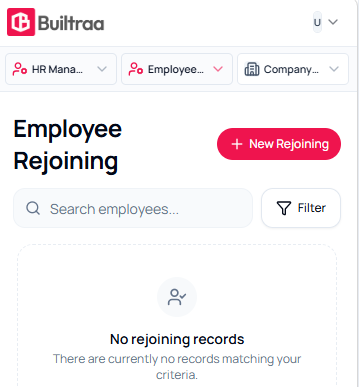 Builtraa
U
HR Mana...
Employee...
Company...
Employee
Rejoining
+ New Rejoining
Search employees...
Filter
No rejoining records
There are currently no records matching your
criteria.